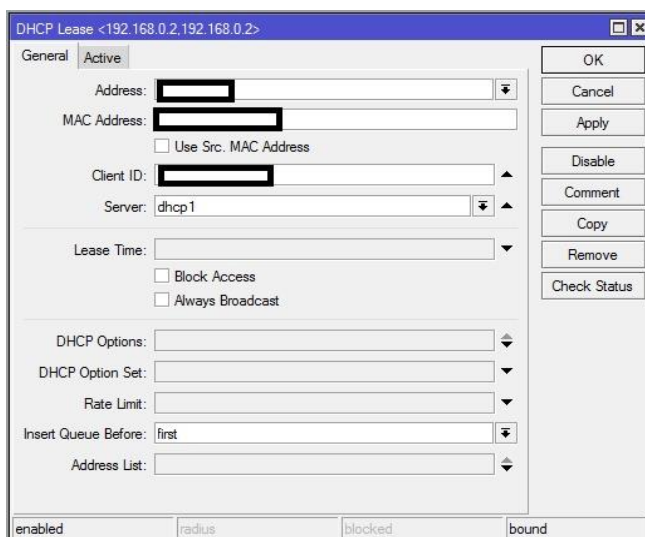 DHCP Lease <192.168.0.2,192.168.0.2>
General Active
Address:
MAC Address:
Use Src. MAC Address
Client ID:
Server: dhcp1
Lease Time:
Block Access
Always Broadcast
DHCP Options:
DHCP Option Set:
Rate Limit:
Insert Queue Before: first
Address List:
OK
Cancel
Apply
Disable
Comment
Copy
Remove
Check Status
enabled radius blocked bound